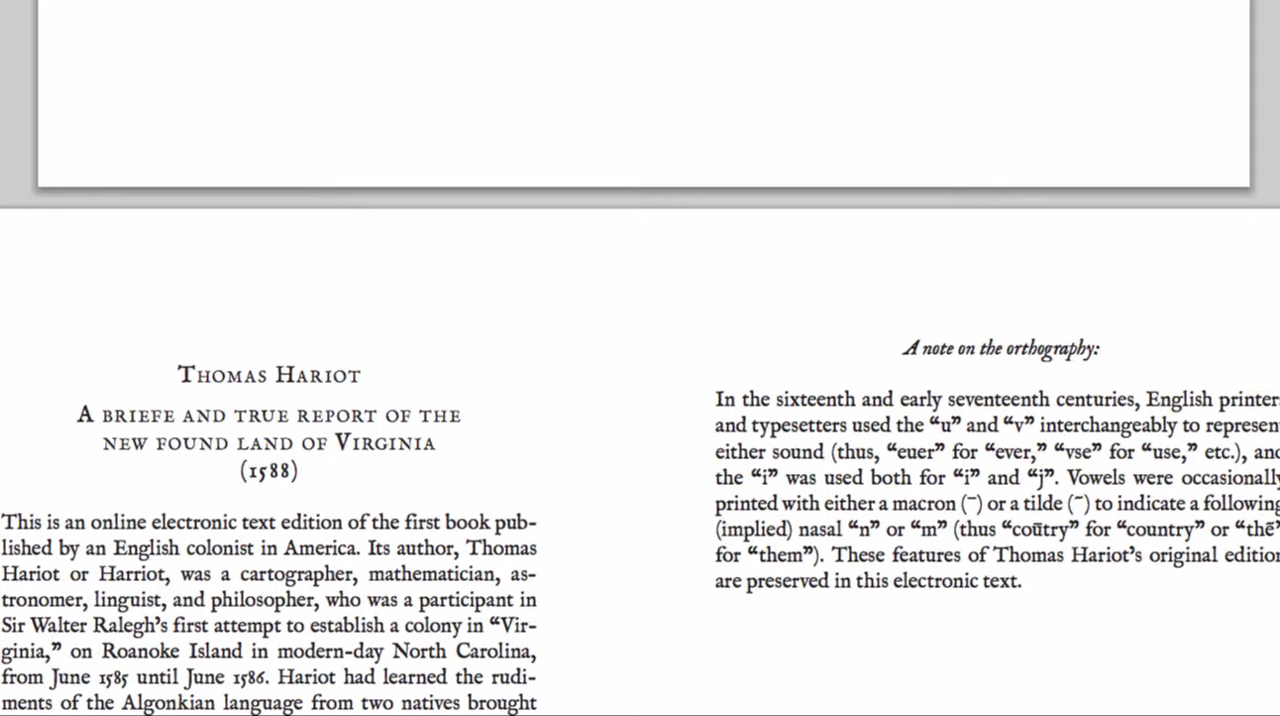 THOMAS HARIOT
A BRIEFE AND TRUE REPORT OF THE
NEW FOUND LAND OF VIRGINIA
(1588)
This is an online electronic text edition of the first book pub-
lished by an English colonist in America. Its author, Thomas
Hariot or Harriot, was a cartographer, mathematician, as-
tronomer, linguist, and philosopher, who was a participant in
Sir Walter Ralegh's first attempt to establish a colony in “Vir-
ginia,” on Roanoke Island in modern-day North Carolina,
from June 1585 until June 1586. Hariot had learned the rudi-
ments of the Algonkian language from two natives brought
A note on the orthography:
In the sixteenth and early seventeenth centuries, English printer
and typesetters used the “u” and “v” interchangeably to represen
either sound (thus, “euer” for “ever,” “vse” for “use,” etc.), and
the “i” was used both for “i” and “j”. Vowels were occasionally
printed with either a macron (¯) or a tilde (˜) to indicate a following
(implied) nasal “n” or “m” (thus “coūtry” for “country” or “thē”
for “them”). These features of Thomas Hariot's original edition
are preserved in this electronic text.